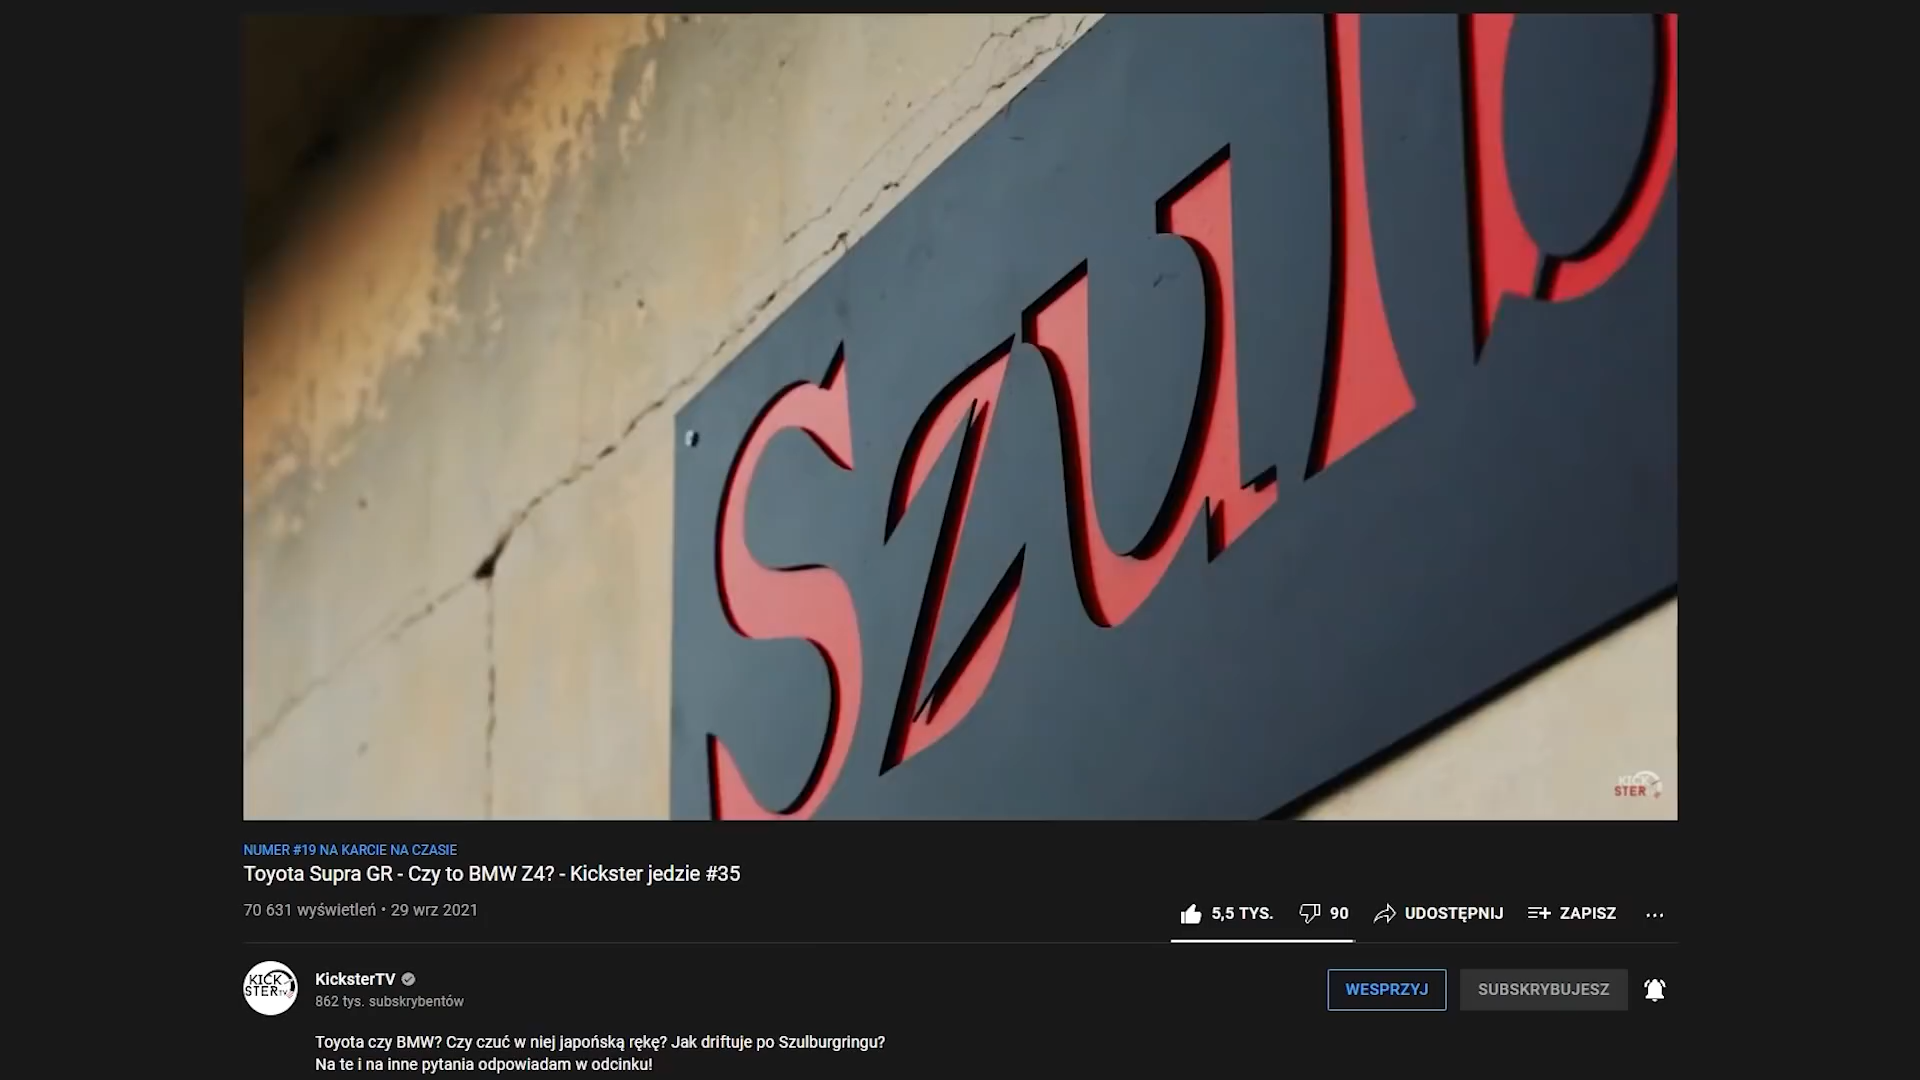 Szulb
KICK
STER
NUMER #19 NA KARCIE NA CZASIE
Toyota Supra GR - Czy to BMW Z4? - Kickster jedzie #35
70 631 wyświetleń • 29 wrz 2021
5,5 TYS.
90
UDOSTĘPNIJ
ZAPISZ
KICK
STERTV
KicksterTV
862 tys. subskrybentów
WESPRZYJ
SUBSKRYBUJESZ
Toyota czy BMW? Czy czuć w niej japońską rękę? Jak driftuje po Szulburgringu?
Na te i na inne pytania odpowiadam w odcinku!